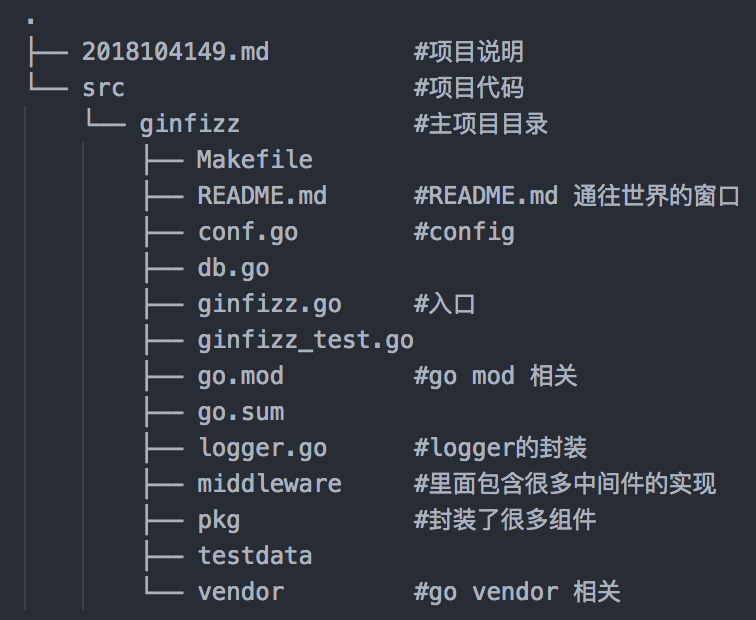 .
├── 2018104149.md          #项目说明
└── src                    #项目代码
    └── ginfizz            #主项目目录
        ├── Makefile
        ├── README.md      #README.md 通往世界的窗口
        ├── conf.go        #config
        ├── db.go
        ├── ginfizz.go     #入口
        ├── ginfizz_test.go
        ├── go.mod         #go mod 相关
        ├── go.sum
        ├── logger.go      #logger的封装
        ├── middleware     #里面包含很多中间件的实现
        ├── pkg            #封装了很多组件
        ├── testdata
        └── vendor         #go vendor 相关